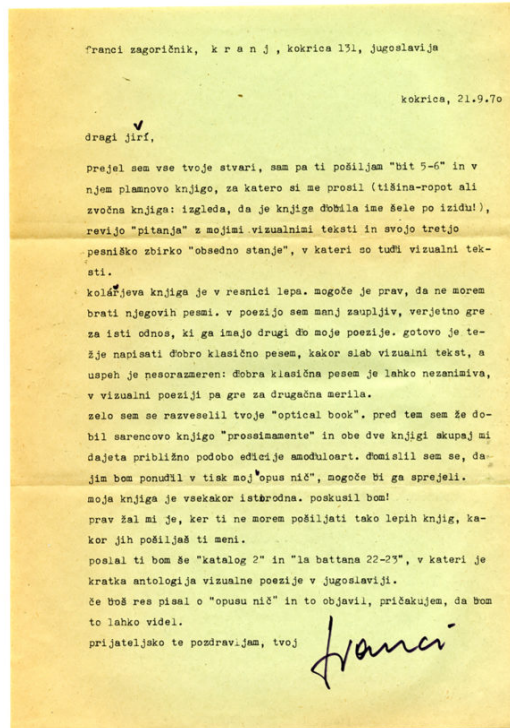 franci zagoričnik, k r a n j , kokrica 131, jugoslavija
kokrica, 21.9.70
dragi jiří,
prejel sem vse tvoje stvari, sam pa ti pošiljam "bit 5-6" in v
njem plamnovo knjigo, za katero si me prosil (tišina-ropot ali
zvočna knjiga: izgleda, da je knjiga dobila ime šele po izidu!),
revijo "pitanja" z mojimi vizualnimi teksti in svojo tretjo
pesniško zbirko "obsedno stanje", v kateri so tudi vizualni tek-
sti.
kolářjeva knjiga je v resnici lepa. mogoče je prav, da ne morem
brati njegovih pesmi. v poezijo sem manj zaupljiv, verjetno gre
za isti odnos, ki ga imajo drugi do moje poezije. gotovo je te-
žje napisati dobro klasično pesem, kakor slab vizualni tekst, a
uspeh je nesorazmeren: dobra klasična pesem je lahko nezanimiva,
v vizualni poeziji pa gre za drugačna merila.
zelo sem se razveselil tvoje "optical book". pred tem sem že do-
bil sarencovo knjigo "prossimamente" in obe dve knjigi skupaj mi
dajeta približno podobo edicije amoduloart. domislil sem se, da
jim bom ponudil v tisk moj "opus nič", mogoče bi ga sprejeli.
moja knjiga je vsekakor istorodna. poskusil bom!
prav žal mi je, ker ti ne morem pošiljati tako lepih knjig, ka-
kor jih pošiljaš ti meni.
poslal ti bom še "katalog 2" in "la battana 22-23", v kateri je
kratka antologija vizualne poezije v jugoslaviji.
če boš res pisal o "opusu nič" in to objavil, pričakujem, da bom
to lahko videl.
prijateljsko te pozdravljam, tvoj
franci